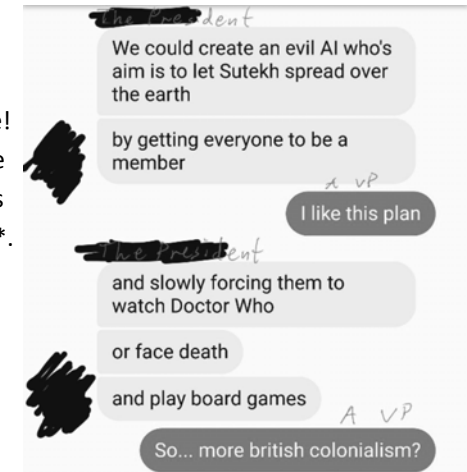 The President
We could create an evil AI who's
aim is to let Sutekh spread over
the earth
e!
by getting everyone to be a
member
e
A VP
s
I like this plan
*.
The President
and slowly forcing them to
watch Doctor Who
or face death
and play board games
A VP
So... more british colonialism?